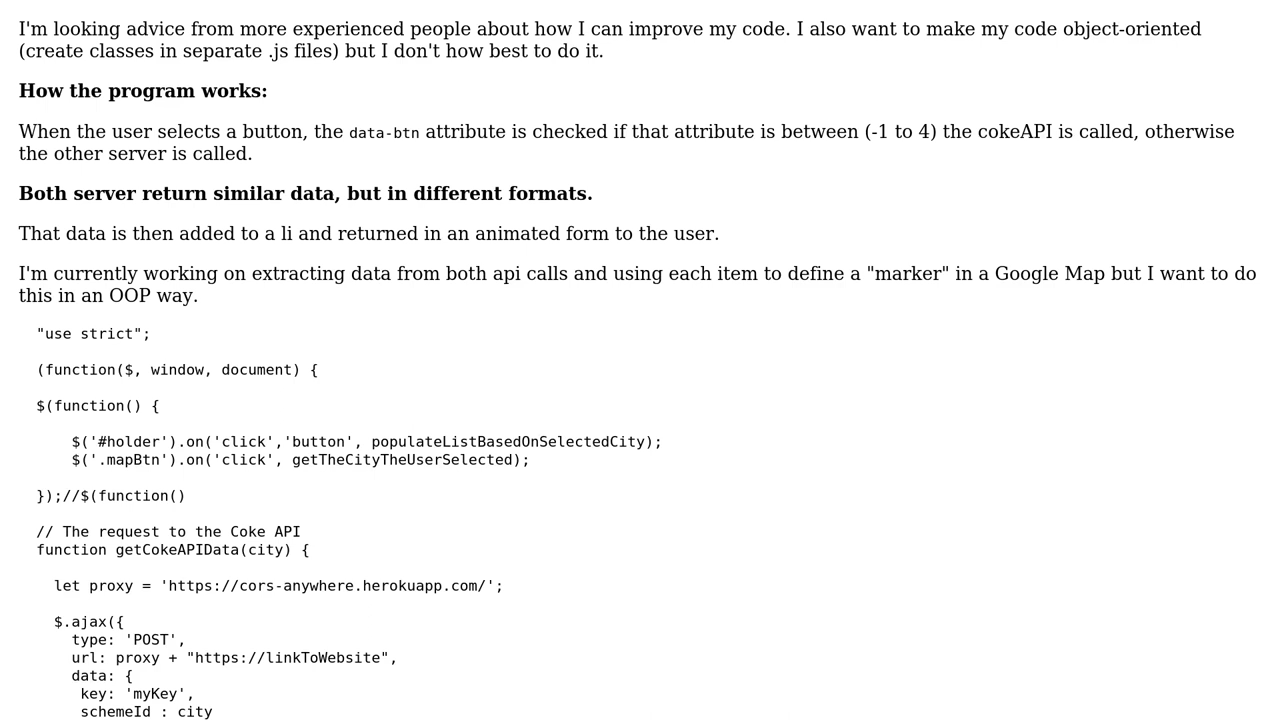 I'm looking advice from more experienced people about how I can improve my code. I also want to make my code object-oriented
(create classes in separate .js files) but I don't how best to do it.
How the program works:
When the user selects a button, the data-btn attribute is checked if that attribute is between (-1 to 4) the cokeAPI is called, otherwise
the other server is called.
Both server return similar data, but in different formats.
That data is then added to a li and returned in an animated form to the user.
I'm currently working on extracting data from both api calls and using each item to define a "marker" in a Google Map but I want to do
this in an OOP way.
"use strict";
(function($, window, document) {
$(function() {
$('#holder').on('click','button', populateListBasedOnSelectedCity);
$('.mapBtn').on('click', getTheCityTheUserSelected);
});//$(function()
// The request to the Coke API
function getCokeAPIData(city) {
let proxy = 'https://cors-anywhere.herokuapp.com/';
$.ajax({
type: 'POST',
url: proxy + "https://linkToWebsite",
data: {
key: 'myKey',
schemeId : city